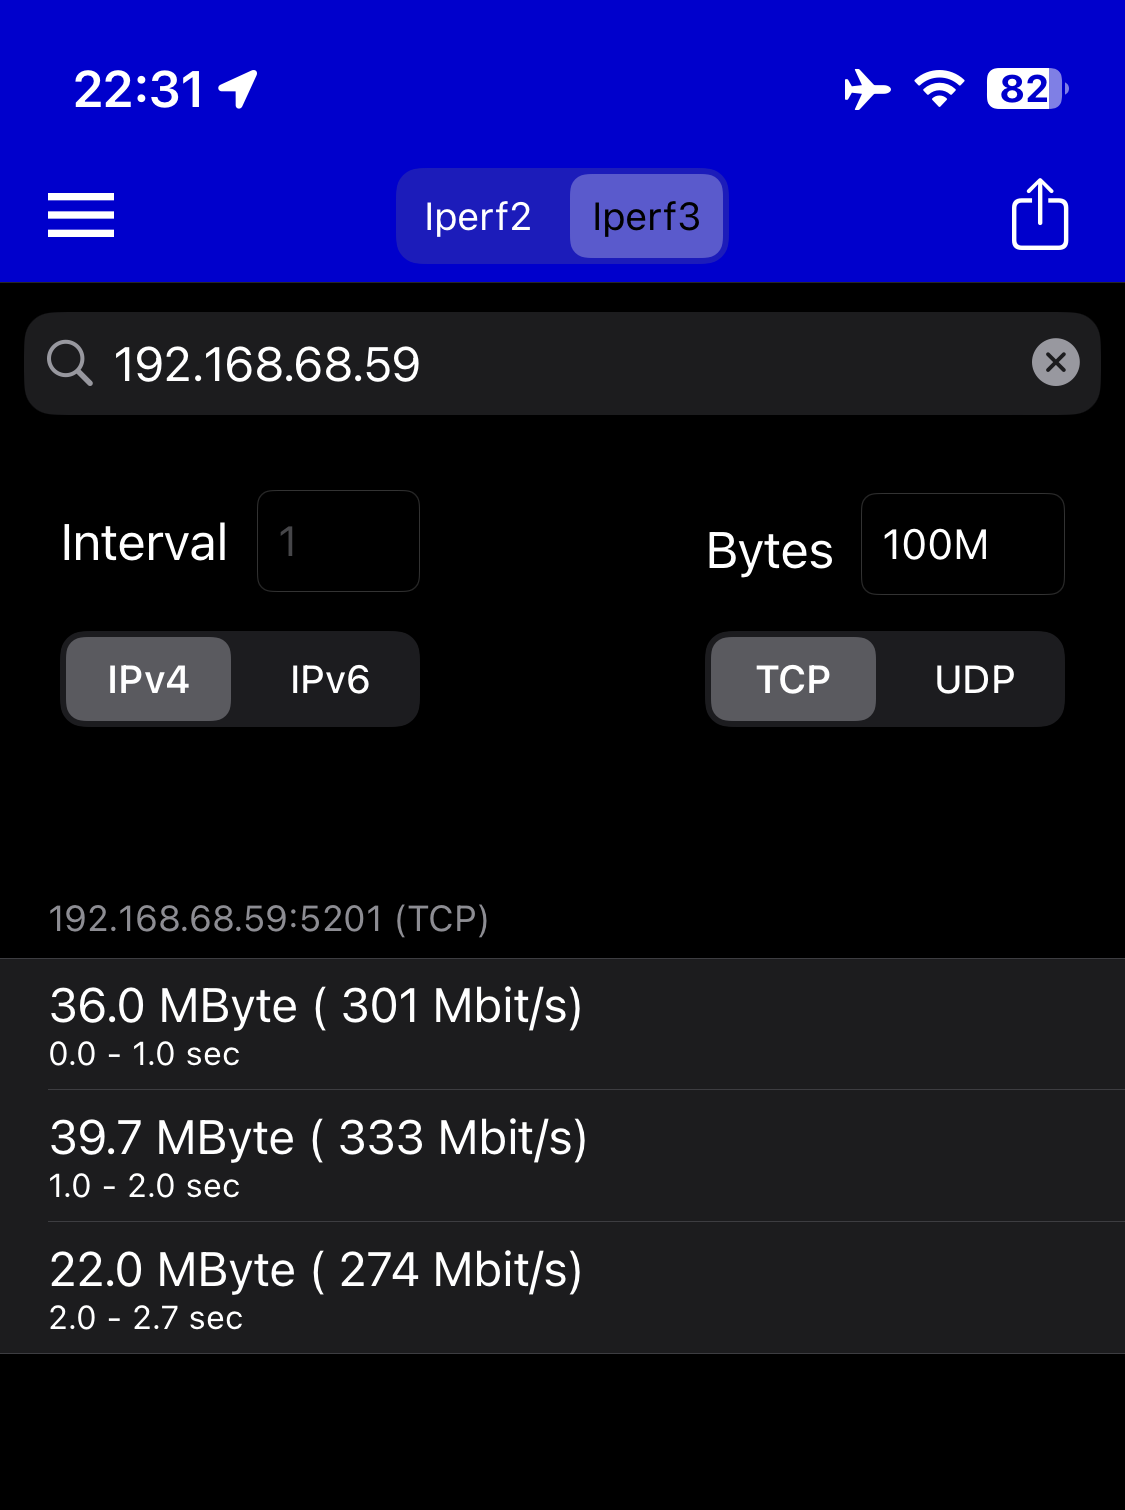 22:31
82
Iperf2 Iperf3
192.168.68.59
Interval 1 Bytes 100M
IPv4 IPv6 TCP UDP
192.168.68.59:5201 (TCP)
36.0 MByte ( 301 Mbit/s)
0.0 - 1.0 sec
39.7 MByte ( 333 Mbit/s)
1.0 - 2.0 sec
22.0 MByte ( 274 Mbit/s)
2.0 - 2.7 sec